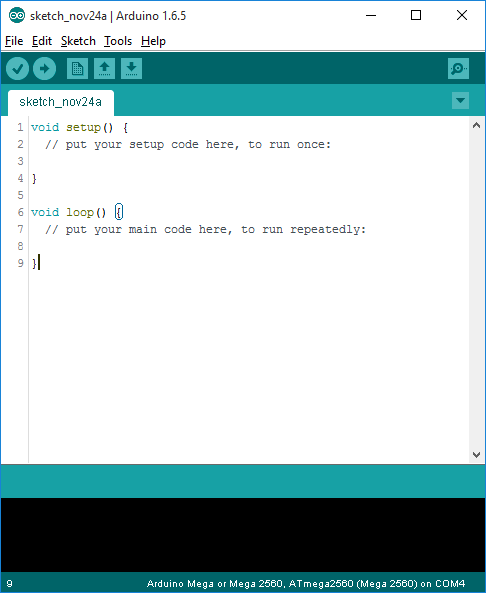 sketch_nov24a | Arduino 1.6.5
File Edit Sketch Tools Help
sketch_nov24a
1 void setup() {
2   // put your setup code here, to run once:
3
4 }
5
6 void loop() {
7   // put your main code here, to run repeatedly:
8
9 }
9 Arduino Mega or Mega 2560, ATmega2560 (Mega 2560) on COM4